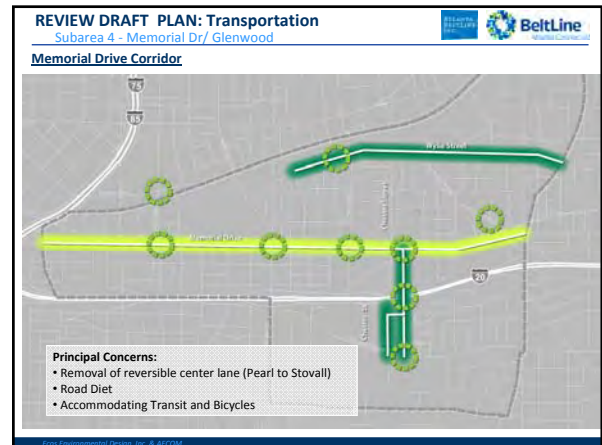 REVIEW DRAFT PLAN: Transportation
Subarea 4 - Memorial Dr/ Glenwood
BeltLine
Memorial Drive Corridor
75
85
Wylie Street
Memorial Drive
20
Principal Concerns:
• Removal of reversible center lane (Pearl to Stovall)
• Road Diet
• Accommodating Transit and Bicycles
Ecos Environmental Design, Inc. & AECOM